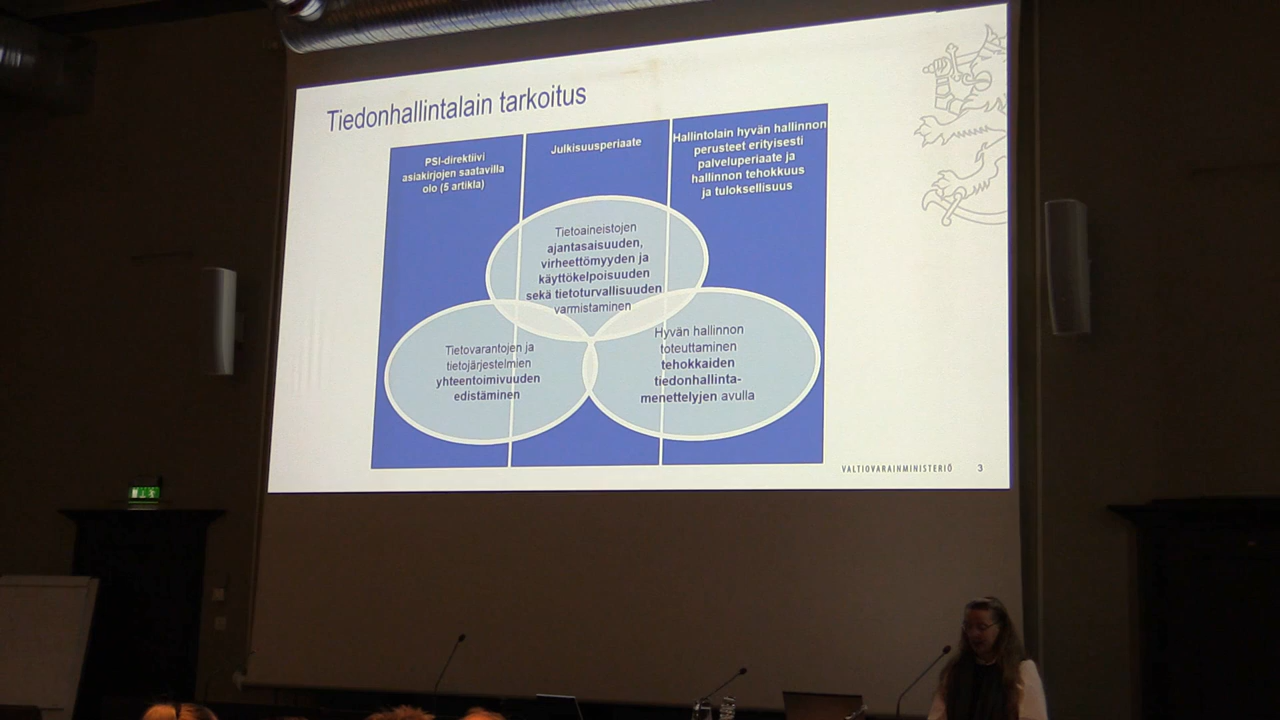 Tiedonhallintalain tarkoitus
PSI-direktiivi
asiakirjojen saatavilla
olo (5 artikla)
Julkisuusperiaate
Hallintolain hyvän hallinnon
perusteet erityisesti
palveluperiaate ja
hallinnon tehokkuus
ja tuloksellisuus
Tietoaineistojen
ajantasaisuuden,
virheettömyyden ja
käyttökelpoisuuden
sekä tietoturvallisuuden
varmistaminen
Tietovarantojen ja
tietojärjestelmien
yhteentoimivuuden
edistäminen
Hyvän hallinnon
toteuttaminen
tehokkaiden
tiedonhallinta-
menettelyjen avulla
VALTIOVARAINMINISTERIÖ 3